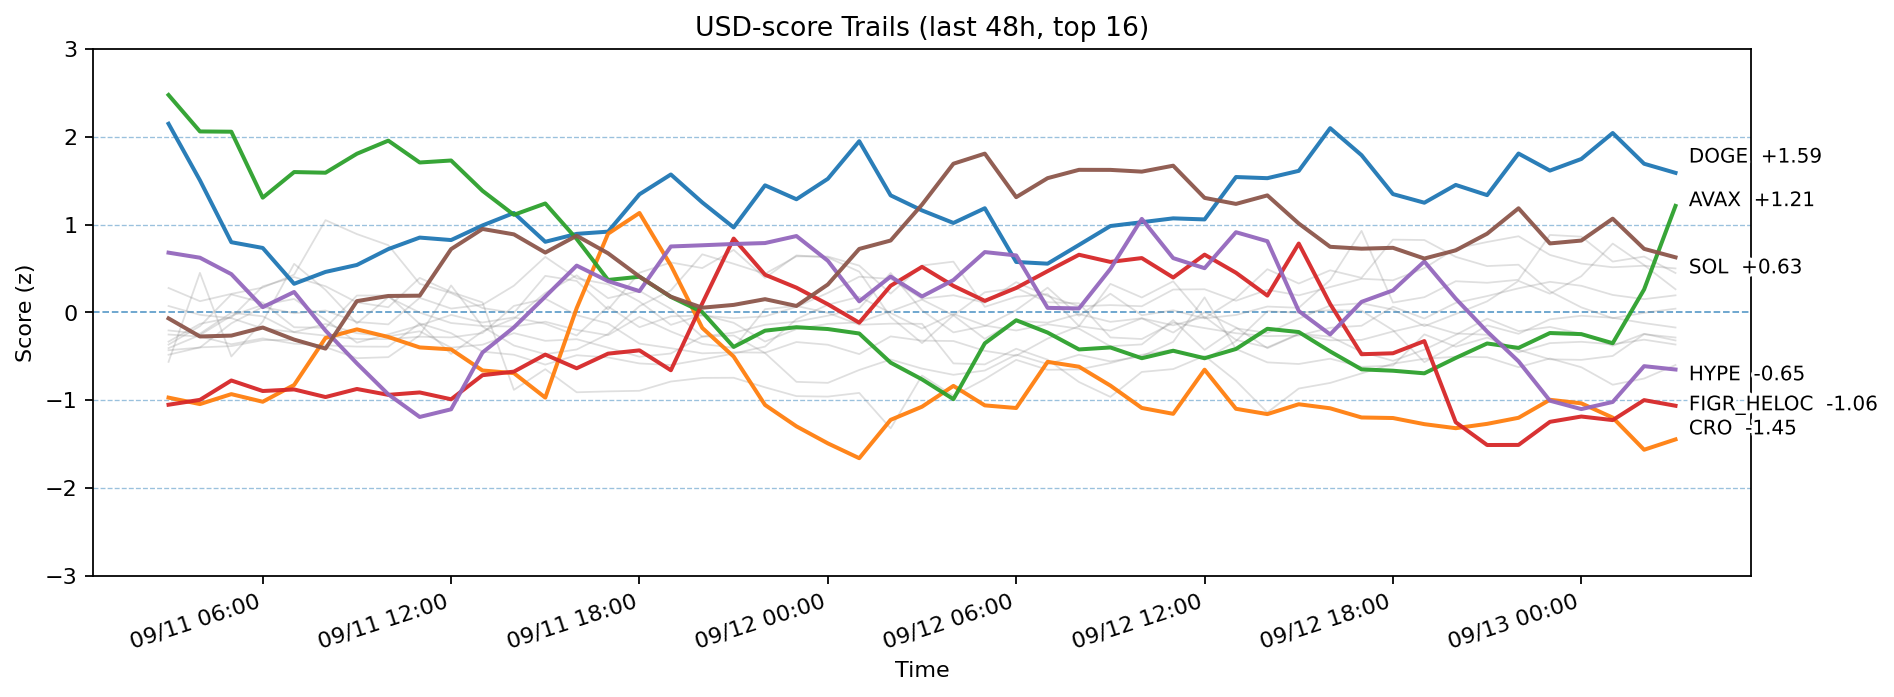 USD-score Trails (last 48h, top 16)
Score (z)
3
2
1
0
−1
−2
−3
DOGE +1.59
AVAX +1.21
SOL +0.63
HYPE -0.65
FIGR_HELOC -1.06
CRO -1.45
09/11 06:00
09/11 12:00
09/11 18:00
09/12 00:00
09/12 06:00
09/12 12:00
09/12 18:00
09/13 00:00
Time